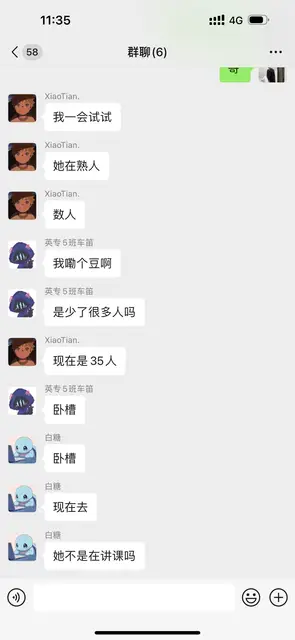 11:35
4G
58
群聊(6)
XiaoTian.
我一会试试
XiaoTian.
她在熟人
XiaoTian.
数人
英专5班车笛
我嘞个豆啊
英专5班车笛
是少了很多人吗
XiaoTian.
现在是35人
英专5班车笛
卧槽
白糖
卧槽
白糖
现在去
白糖
她不是在讲课吗